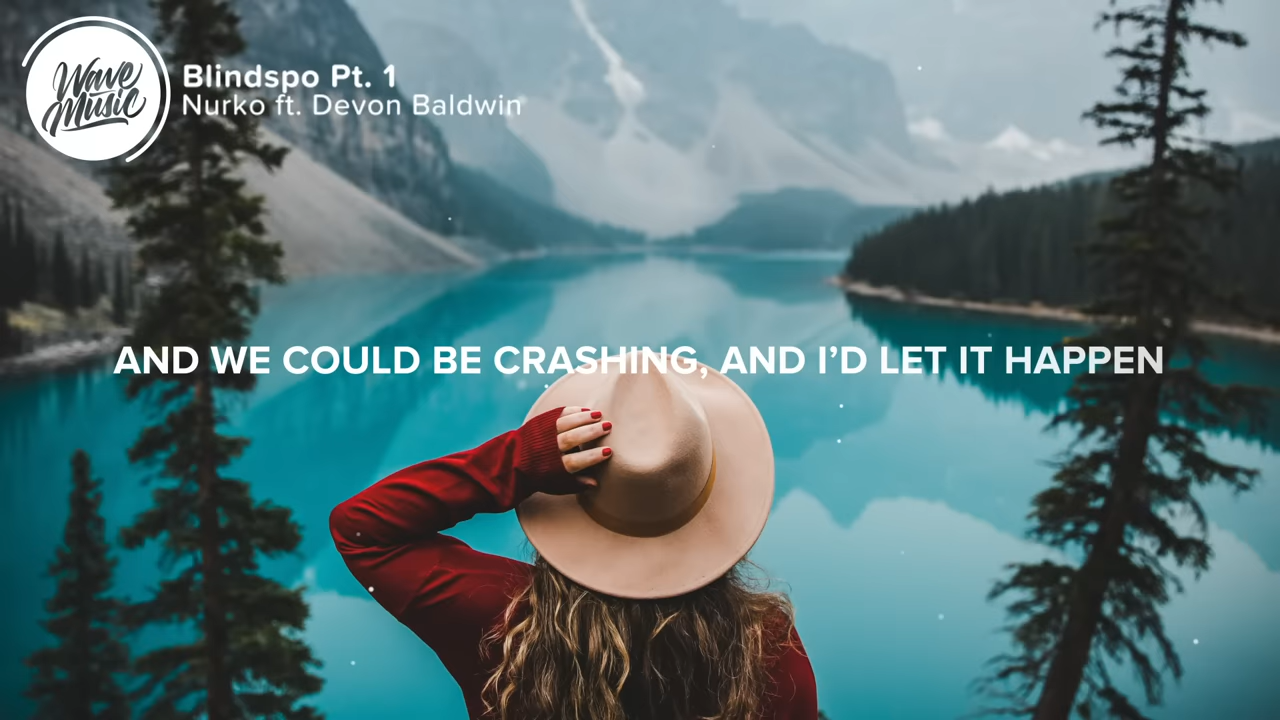 Wave
Music
Blindspo Pt. 1
Nurko ft. Devon Baldwin
AND WE COULD BE CRASHING, AND I’D LET IT HAPPEN